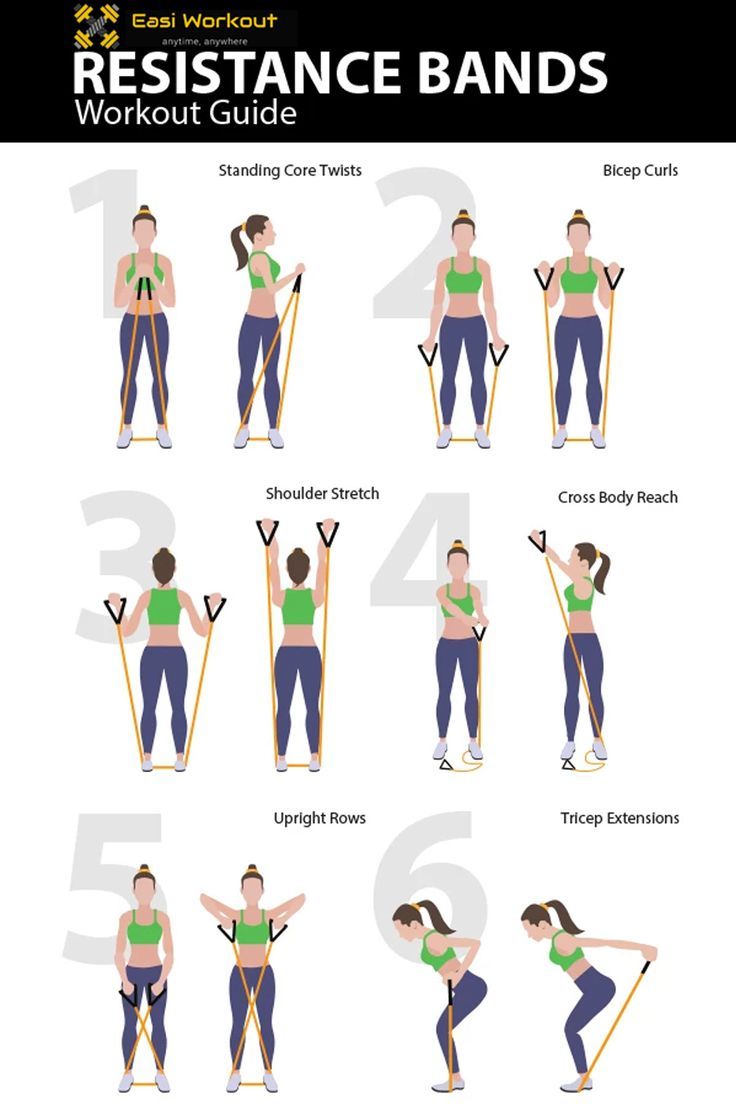 Easi Workout
anytime, anywhere
RESISTANCE BANDS
Workout Guide
1
Standing Core Twists
2
Bicep Curls
3
Shoulder Stretch
4
Cross Body Reach
5
Upright Rows
6
Tricep Extensions